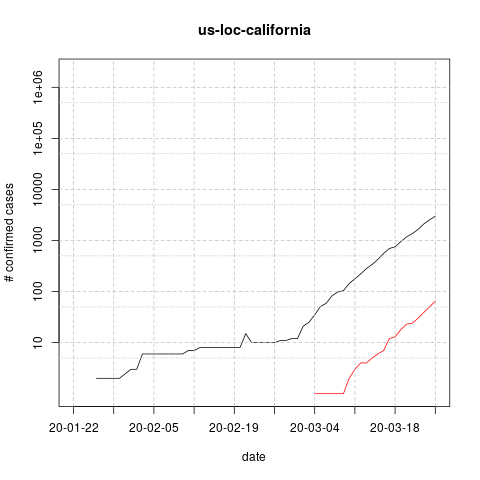 us-loc-california
# confirmed cases
1e+06
1e+05
10000
1000
100
10
20-01-22 20-02-05 20-02-19 20-03-04 20-03-18
date